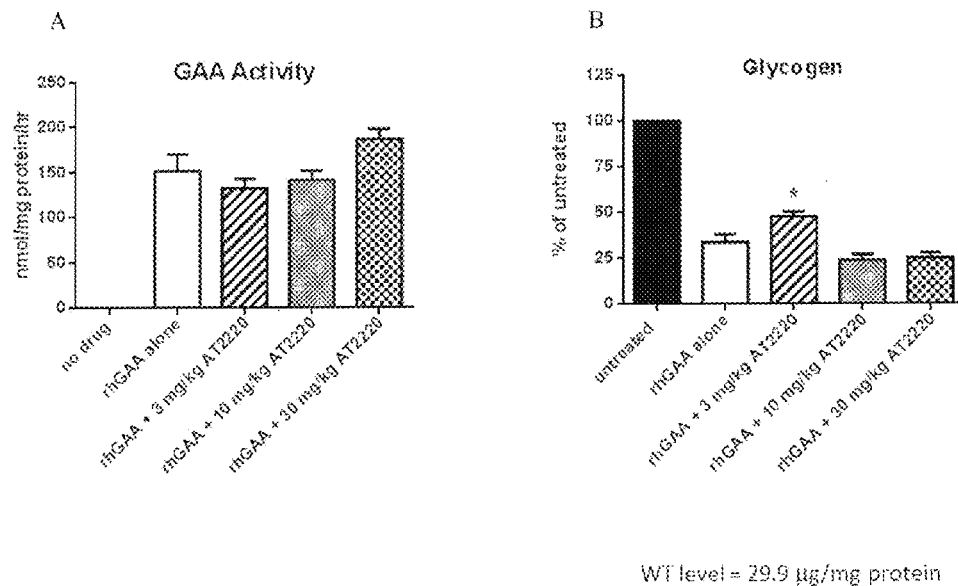 A
GAA Activity
nmol/mg protein/hr
250
200
150
100
50
0
no drug
rhGAA alone
rhGAA + 3 mg/kg AT2220
rhGAA + 10 mg/kg AT2220
rhGAA + 30 mg/kg AT2220
B
Glycogen
% of untreated
125
100
75
50
25
0
*
untreated
rhGAA alone
rhGAA + 3 mg/kg AT2220
rhGAA + 10 mg/kg AT2220
rhGAA + 30 mg/kg AT2220
WT level = 29.9 µg/mg protein